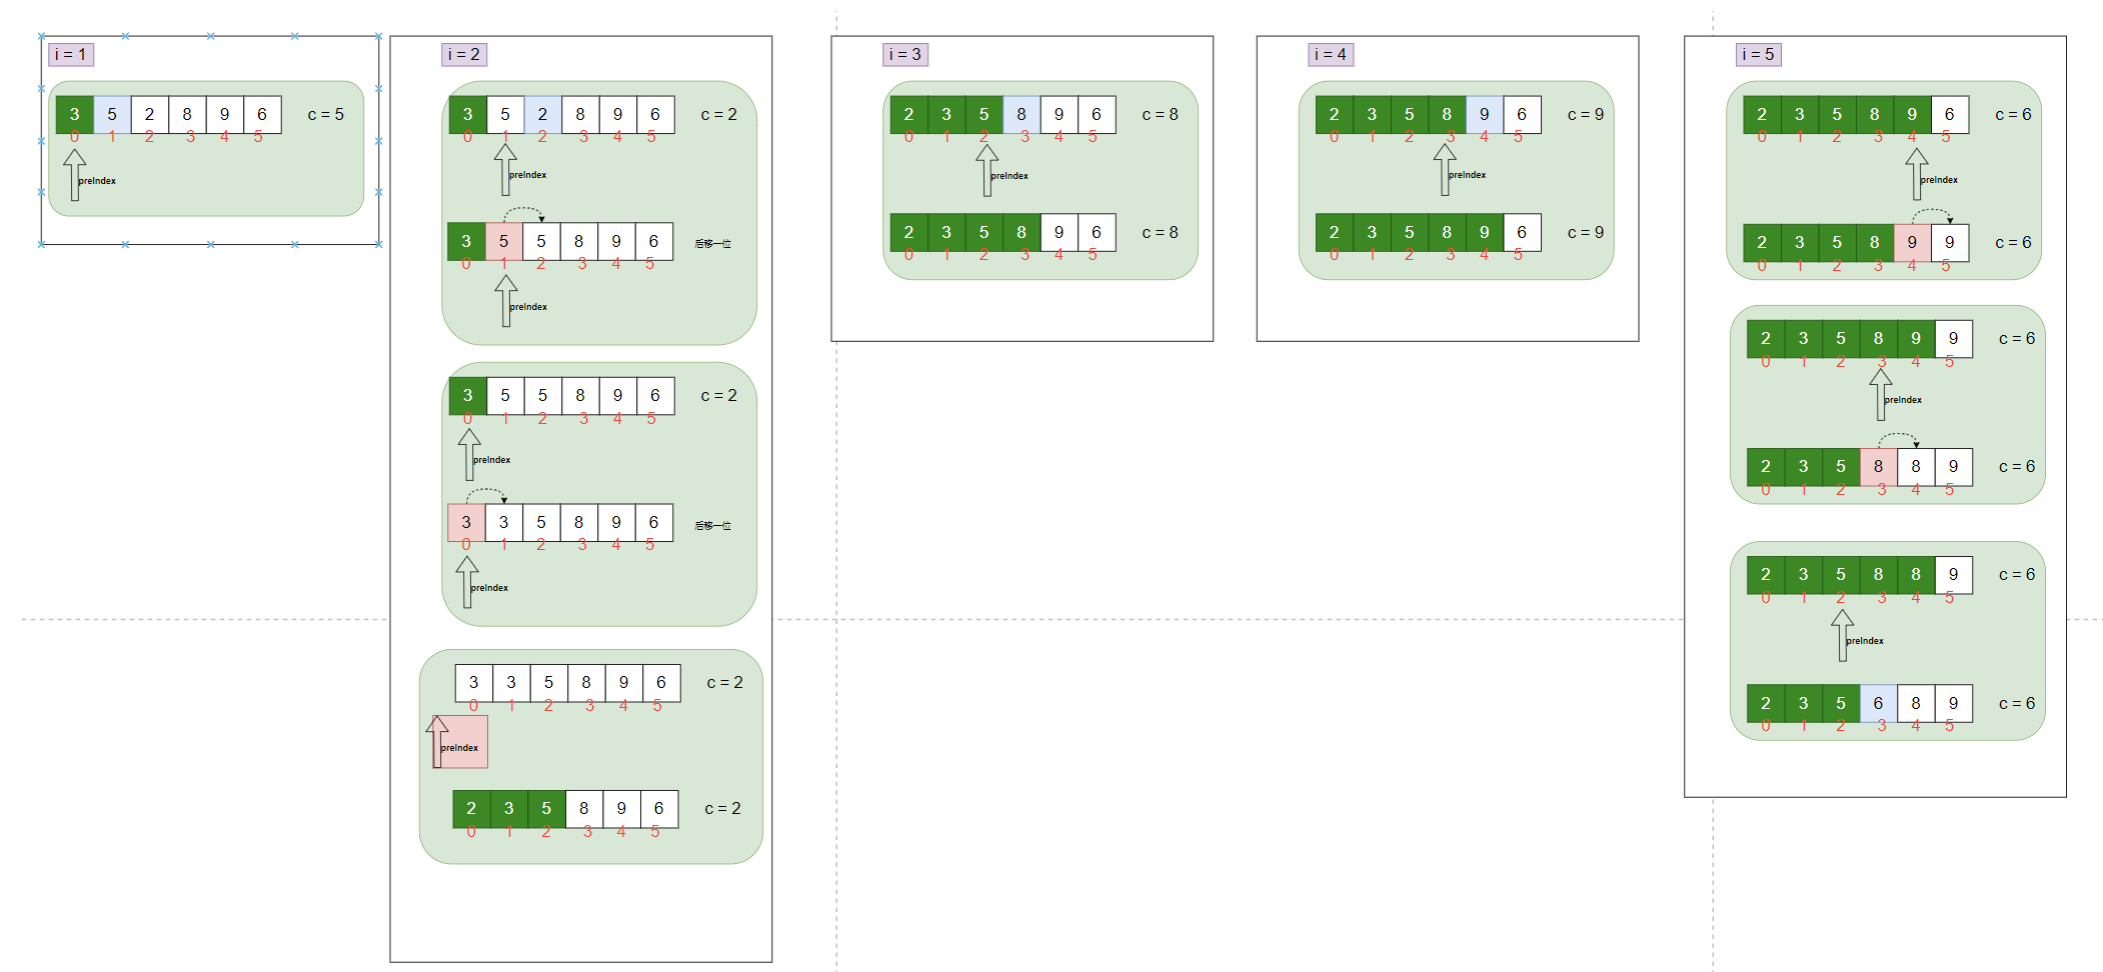 i = 1
3 5 2 8 9 6 c = 5
0 1 2 3 4 5
preIndex
i = 2
3 5 2 8 9 6 c = 2
0 1 2 3 4 5
preIndex
3 5 5 8 9 6 后移一位
0 1 2 3 4 5
preIndex
3 5 5 8 9 6 c = 2
0 1 2 3 4 5
preIndex
3 3 5 8 9 6 后移一位
0 1 2 3 4 5
preIndex
3 3 5 8 9 6 c = 2
0 1 2 3 4 5
preIndex
2 3 5 8 9 6 c = 2
0 1 2 3 4 5
i = 3
2 3 5 8 9 6 c = 8
0 1 2 3 4 5
preIndex
2 3 5 8 9 6 c = 8
0 1 2 3 4 5
i = 4
2 3 5 8 9 6 c = 9
0 1 2 3 4 5
preIndex
2 3 5 8 9 6 c = 9
0 1 2 3 4 5
i = 5
2 3 5 8 9 6 c = 6
0 1 2 3 4 5
preIndex
2 3 5 8 9 9 c = 6
0 1 2 3 4 5
2 3 5 8 9 9 c = 6
0 1 2 3 4 5
preIndex
2 3 5 8 8 9 c = 6
0 1 2 3 4 5
2 3 5 8 8 9 c = 6
0 1 2 3 4 5
preIndex
2 3 5 6 8 9 c = 6
0 1 2 3 4 5